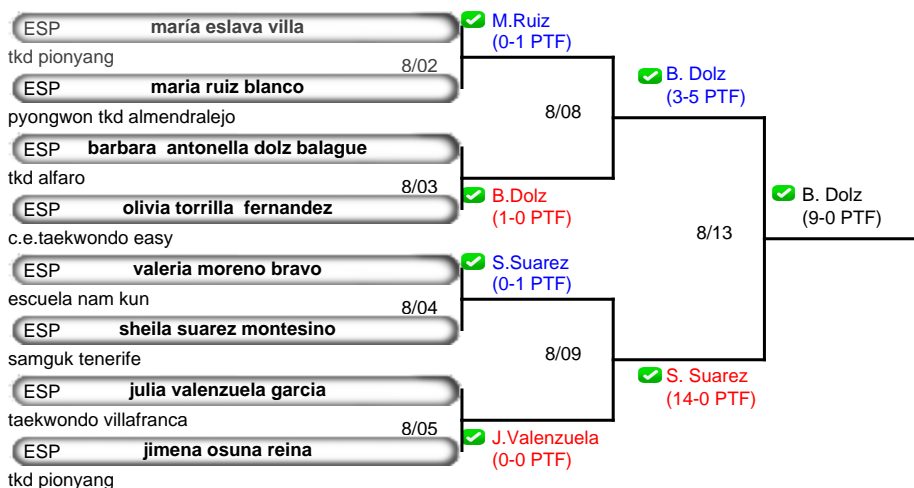 ESP maría eslava villa
tkd pionyang
8/02
ESP maria ruiz blanco
pyongwon tkd almendralejo
ESP barbara antonella dolz balague
tkd alfaro
8/03
ESP olivia torrilla fernandez
c.e.taekwondo easy
ESP valeria moreno bravo
escuela nam kun
8/04
ESP sheila suarez montesino
samguk tenerife
ESP julia valenzuela garcia
taekwondo villafranca
8/05
ESP jimena osuna reina
tkd pionyang
M.Ruiz
(0-1 PTF)
8/08
B.Dolz
(1-0 PTF)
S.Suarez
(0-1 PTF)
8/09
J.Valenzuela
(0-0 PTF)
B. Dolz
(3-5 PTF)
8/13
S. Suarez
(14-0 PTF)
B. Dolz
(9-0 PTF)